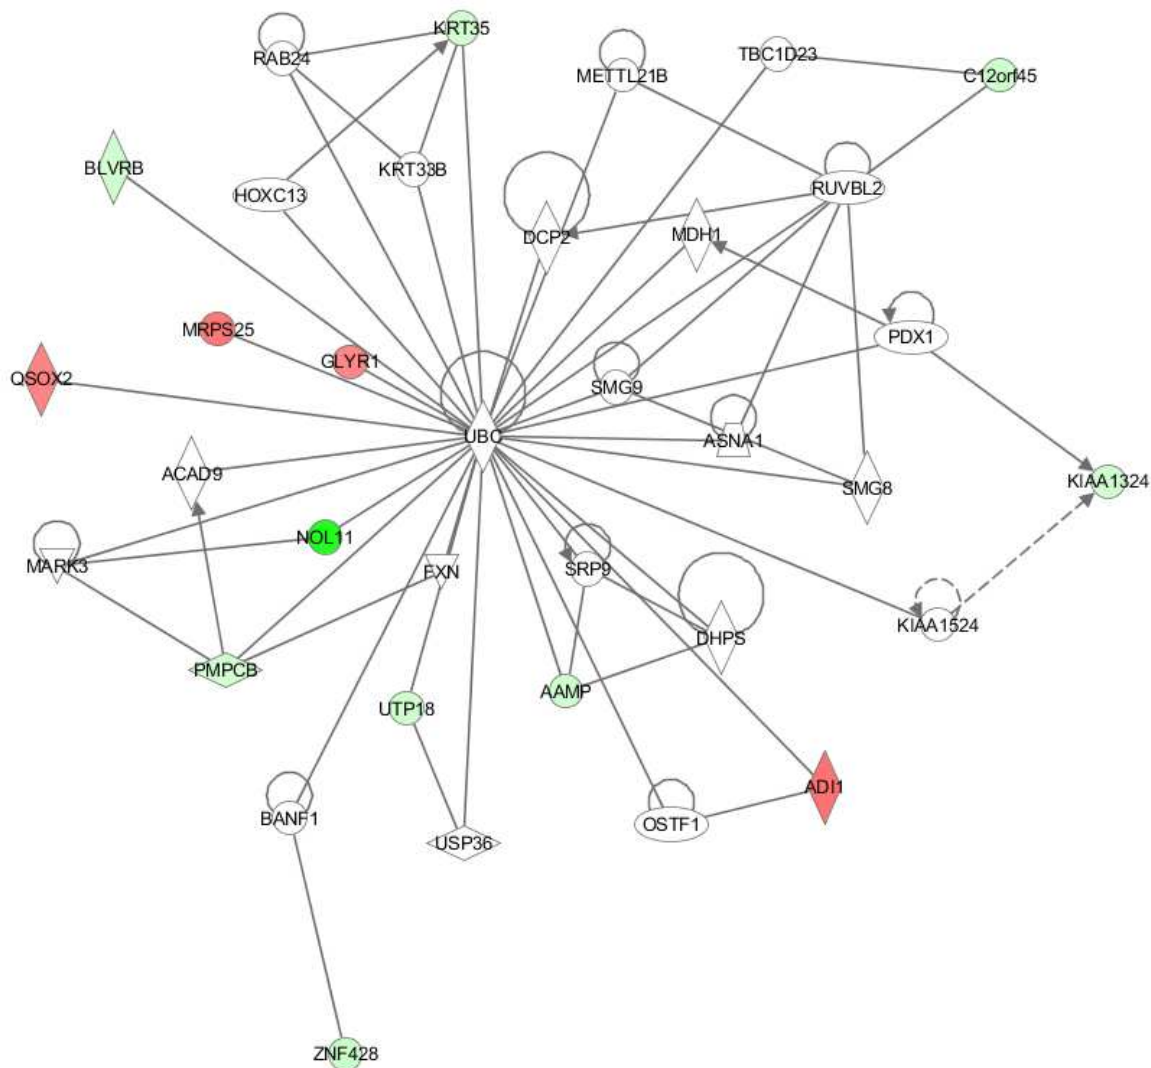 KRT35
RAB24
TBC1D23
METTL21B
C12orf45
BLVRB
KRT33B
HOXC13
RUVBL2
DCP2
MDH1
MRPS25
PDX1
GLYR1
QSOX2
SMG9
UBC
ASNA1
ACAD9
SMG8
KIAA1324
NOL11
MARK3
FXN
SRP9
KIAA1524
DHPS
PMPCB
AAMP
UTP18
ADI1
BANF1
OSTF1
USP36
ZNF428